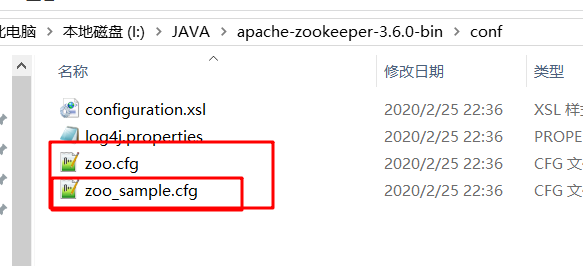 此电脑 › 本地磁盘 (I:) › JAVA › apache-zookeeper-3.6.0-bin › conf
名称 修改日期 类型
configuration.xsl 2020/2/25 22:36 XSL 样
log4j.properties 2020/2/25 22:36 PROPE
zoo.cfg 2020/2/25 22:36 CFG 文
zoo_sample.cfg 2020/2/25 22:36 CFG 文